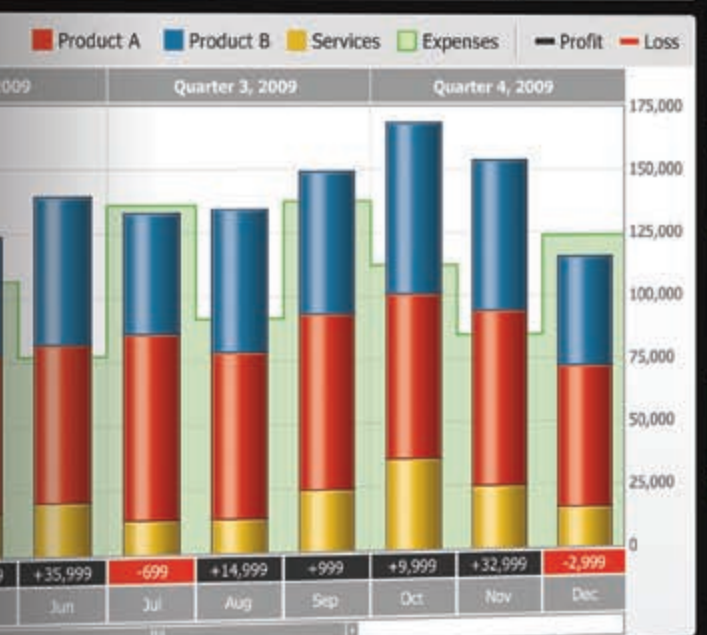 Product A Product B Services Expenses Profit Loss
009 Quarter 3, 2009 Quarter 4, 2009
175,000
150,000
125,000
100,000
75,000
50,000
25,000
0
9 +35,999 -699 +14,999 +999 +9,999 +32,999 -2,999
Jun Jul Aug Sep Oct Nov Dec